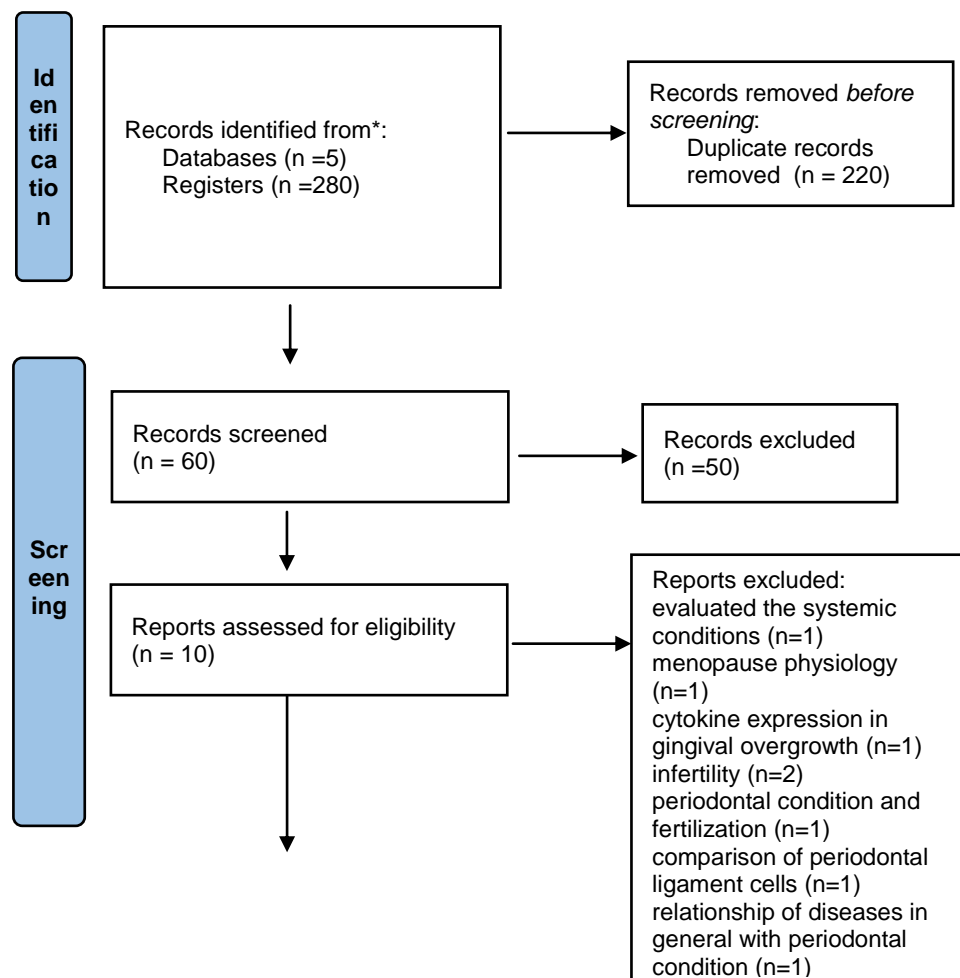 Id
en
tifi
ca
tio
n
Records identified from*:
Databases (n =5)
Registers (n =280)
Records removed before
screening:
Duplicate records
removed  (n = 220)
Scr
een
ing
Records screened
(n = 60)
Records excluded
(n =50)
Reports assessed for eligibility
(n = 10)
Reports excluded:
evaluated the systemic
conditions (n=1)
menopause physiology
(n=1)
cytokine expression in
gingival overgrowth (n=1)
infertility (n=2)
periodontal condition and
fertilization (n=1)
comparison of periodontal
ligament cells (n=1)
relationship of diseases in
general with periodontal
condition (n=1)